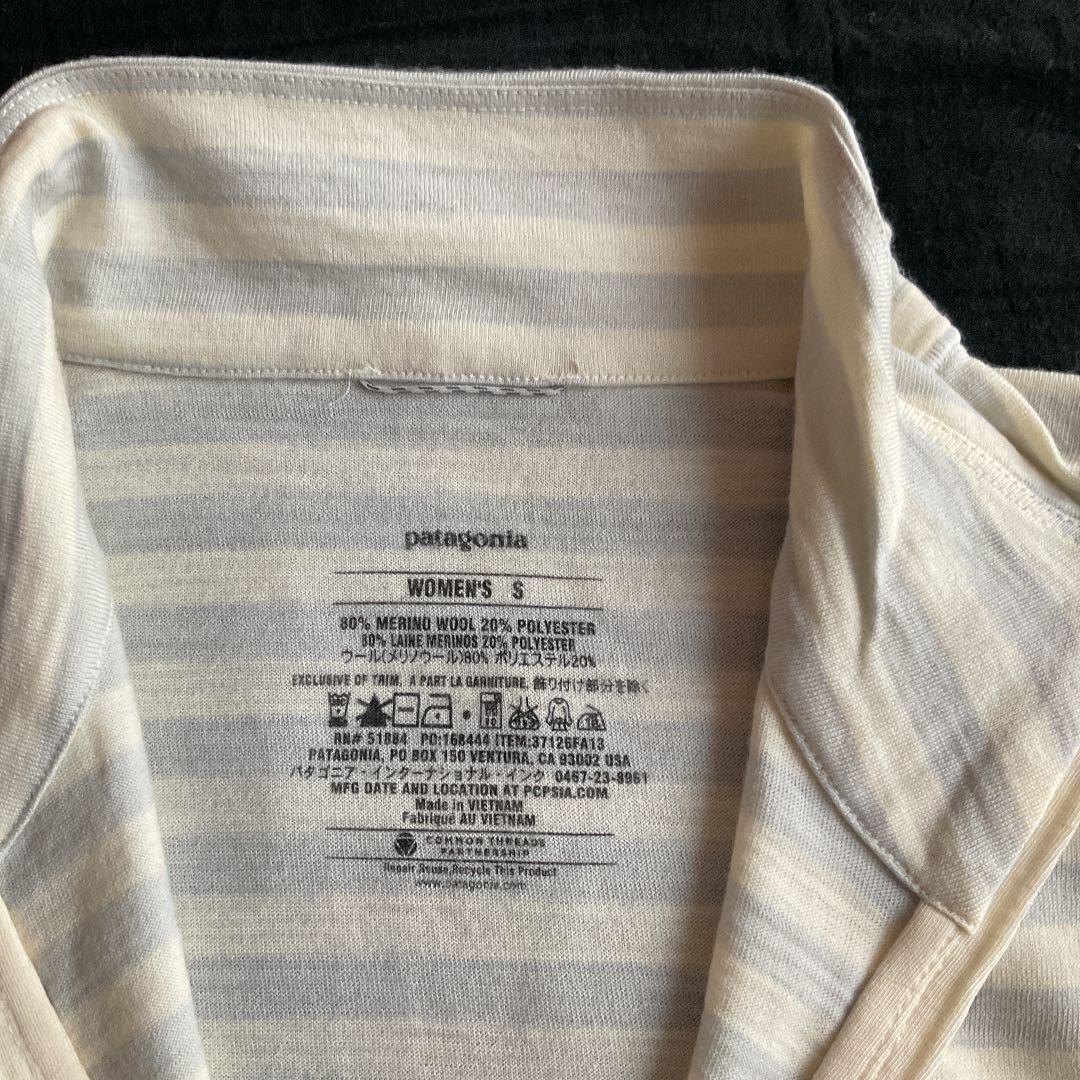 patagonia
WOMEN'S S
80% MERINO WOOL 20% POLYESTER
80% LAINE MERINOS 20% POLYESTER
ウール(メリノウール)80% ポリエステル20%
EXCLUSIVE OF TRIM. A PART LA GARNITURE. 飾り付け部分を除く
RN# 51884 PO:168444 ITEM:37126FA13
PATAGONIA, PO BOX 150 VENTURA, CA 93002 USA
パタゴニア・インターナショナル・インク 0467-23-8961
MFG DATE AND LOCATION AT PCPSIA.COM
Made in VIETNAM
Fabriqué AU VIETNAM
COMMON THREADS
PARTNERSHIP
Repair,Reuse,Recycle This Product
www.patagonia.com